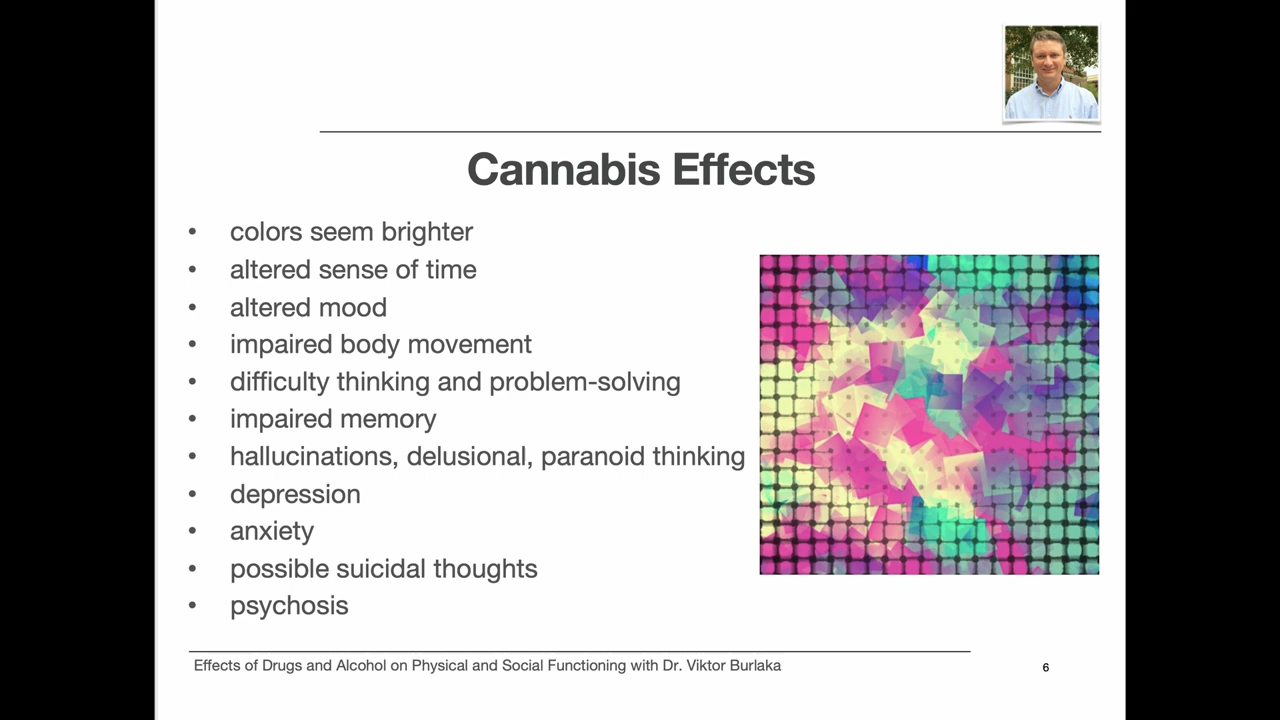 Cannabis Effects
• colors seem brighter
• altered sense of time
• altered mood
• impaired body movement
• difficulty thinking and problem-solving
• impaired memory
• hallucinations, delusional, paranoid thinking
• depression
• anxiety
• possible suicidal thoughts
• psychosis
Effects of Drugs and Alcohol on Physical and Social Functioning with Dr. Viktor Burlaka
6